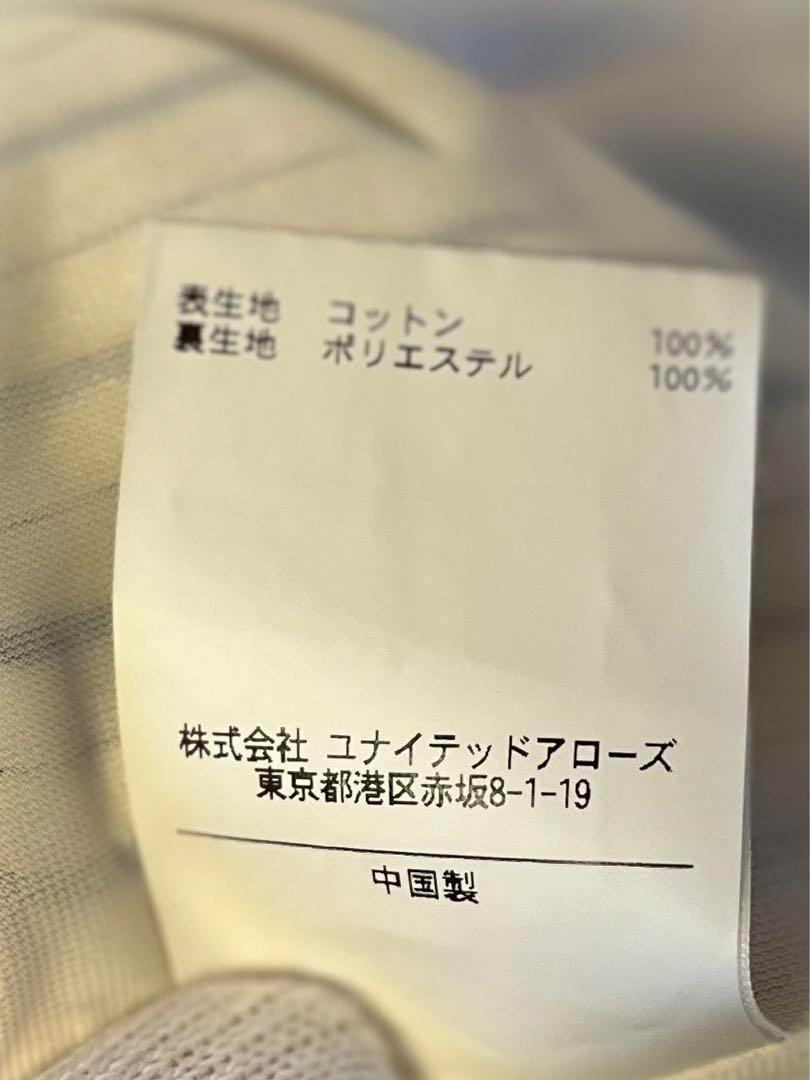 表生地 コットン 100%
裏生地 ポリエステル 100%
株式会社 ユナイテッドアローズ
東京都港区赤坂8-1-19
中国製